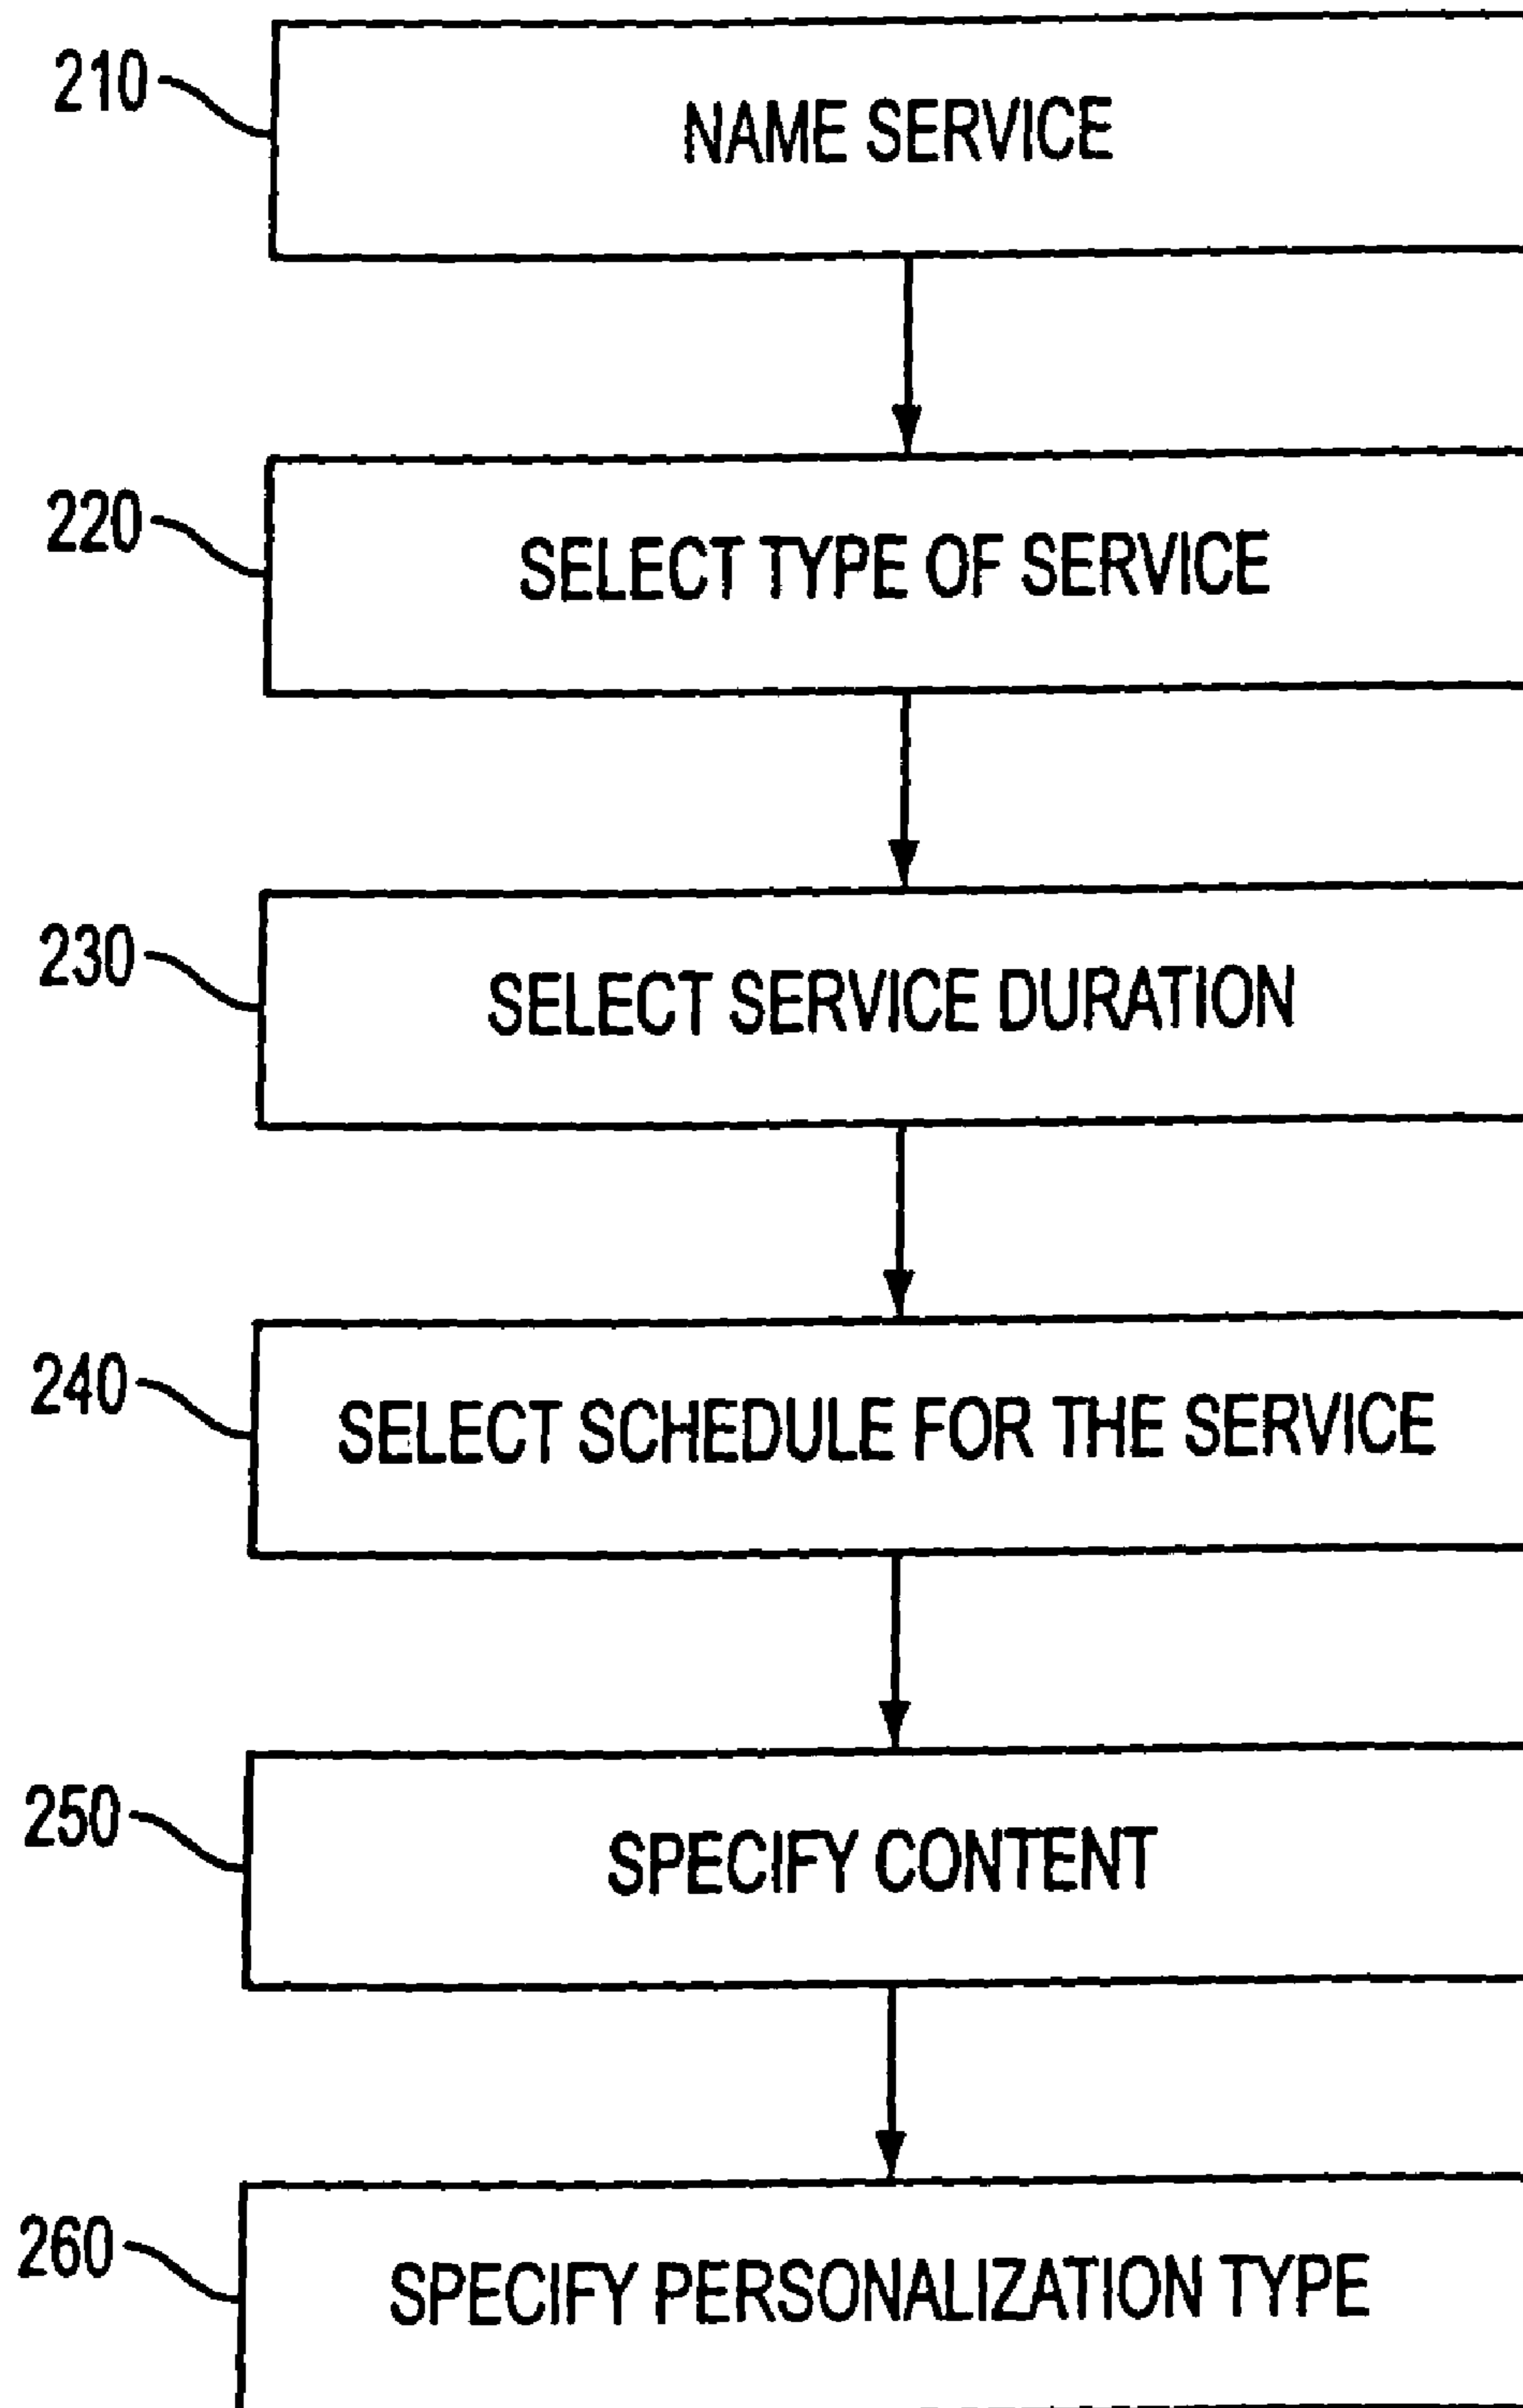 210
NAME SERVICE
220
SELECT TYPE OF SERVICE
230
SELECT SERVICE DURATION
240
SELECT SCHEDULE FOR THE SERVICE
250
SPECIFY CONTENT
260
SPECIFY PERSONALIZATION TYPE